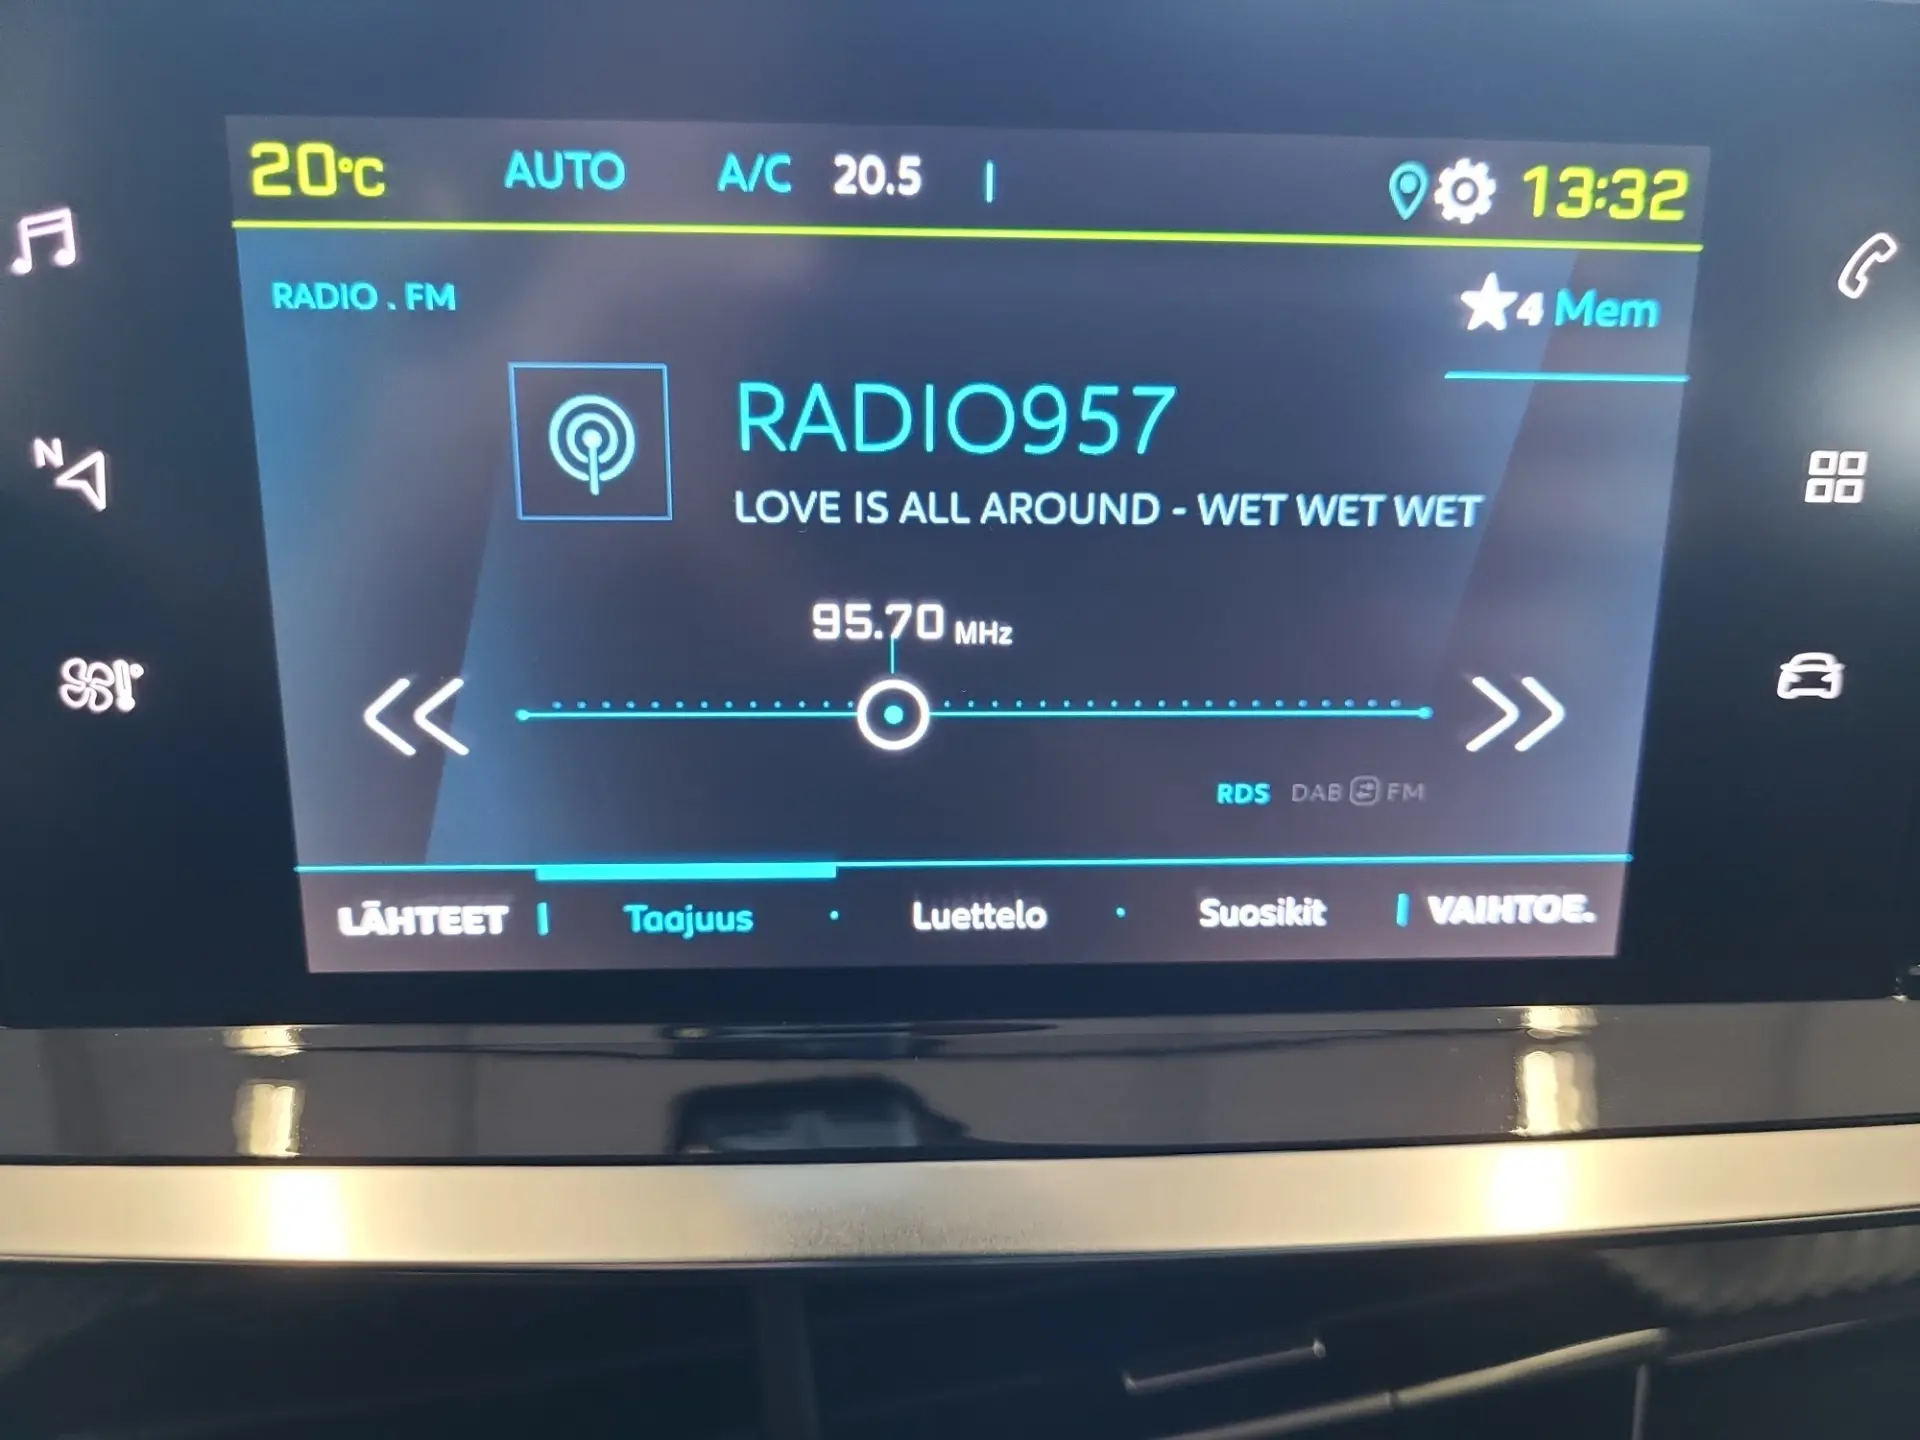 20°C AUTO A/C 20.5 13:32
RADIO . FM
4 Mem
RADIO957
LOVE IS ALL AROUND - WET WET WET
N
95.70 MHz
RDS DAB FM
LÄHTEET Taajuus Luettelo Suosikit VAIHTOE.